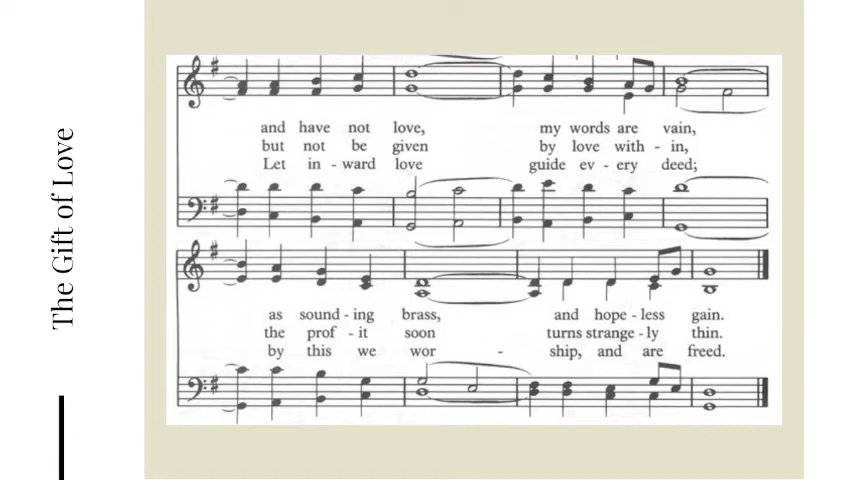 The Gift of Love
and have not love, my words are vain,
but not be given by love with - in,
Let in - ward love guide ev - ery deed;
as sound - ing brass, and hope - less gain.
the prof - it soon turns strange - ly thin.
by this we wor - ship, and are freed.